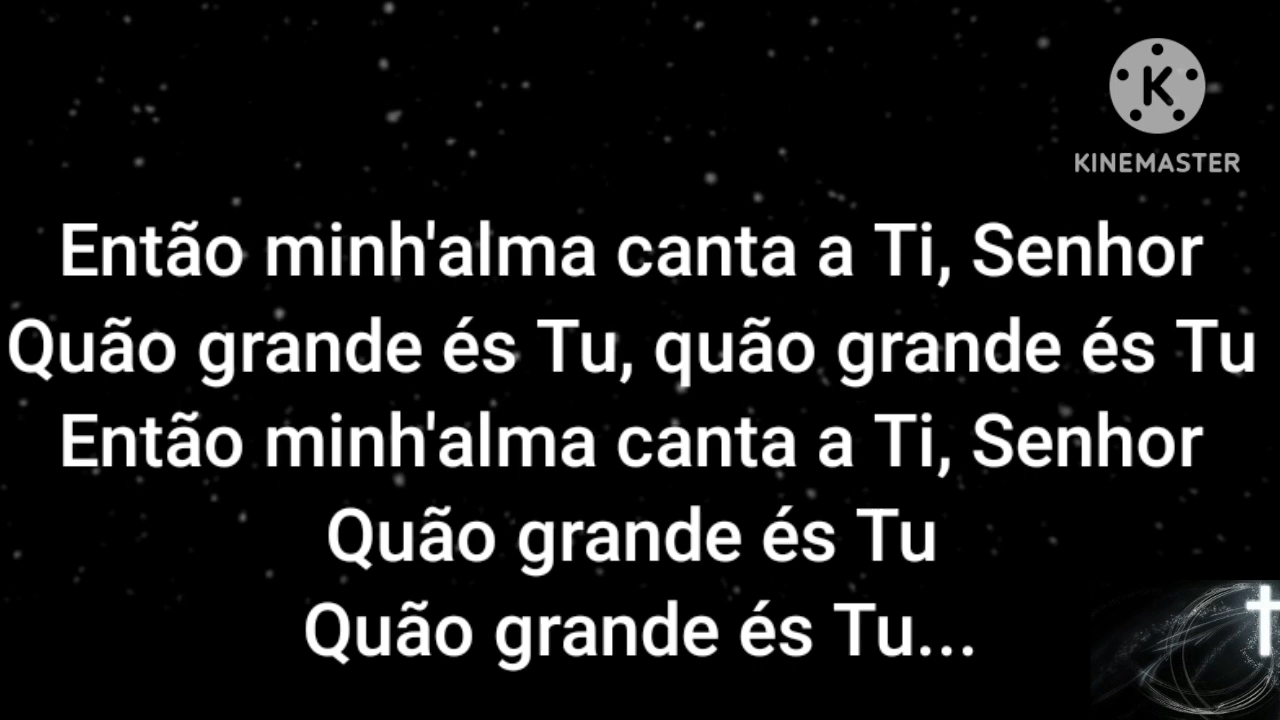 K
KINEMASTER
Então minh'alma canta a Ti, Senhor
Quão grande és Tu, quão grande és Tu
Então minh'alma canta a Ti, Senhor
Quão grande és Tu
Quão grande és Tu...